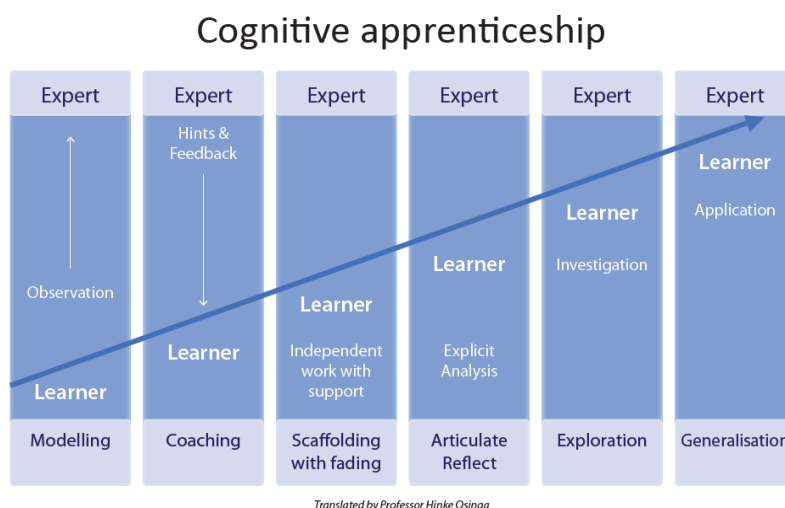 Cognitive apprenticeship
Expert
Observation
Learner
Modelling
Expert
Hints &
Feedback
Learner
Coaching
Expert
Learner
Independent
work with
support
Scaffolding
with fading
Expert
Learner
Explicit
Analysis
Articulate
Reflect
Expert
Learner
Investigation
Exploration
Expert
Learner
Application
Generalisation
Translated by Professor Hinke Osinga